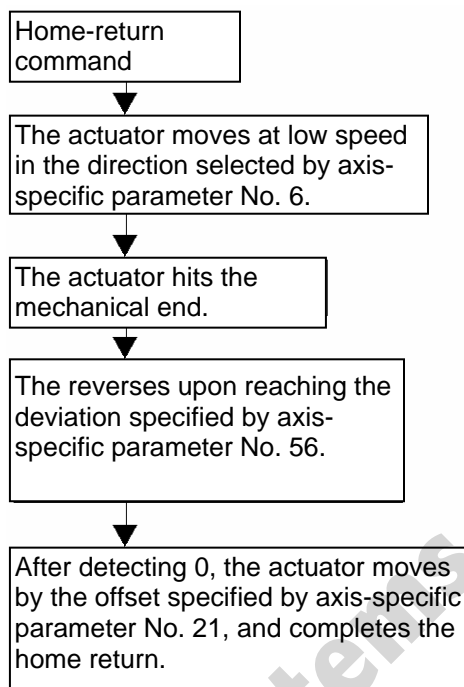 Home-return
command
The actuator moves at low speed
in the direction selected by axis-
specific parameter No. 6.
The actuator hits the
mechanical end.
The reverses upon reaching the
deviation specified by axis-
specific parameter No. 56.
After detecting 0, the actuator moves
by the offset specified by axis-specific
parameter No. 21, and completes the
home return.
tems